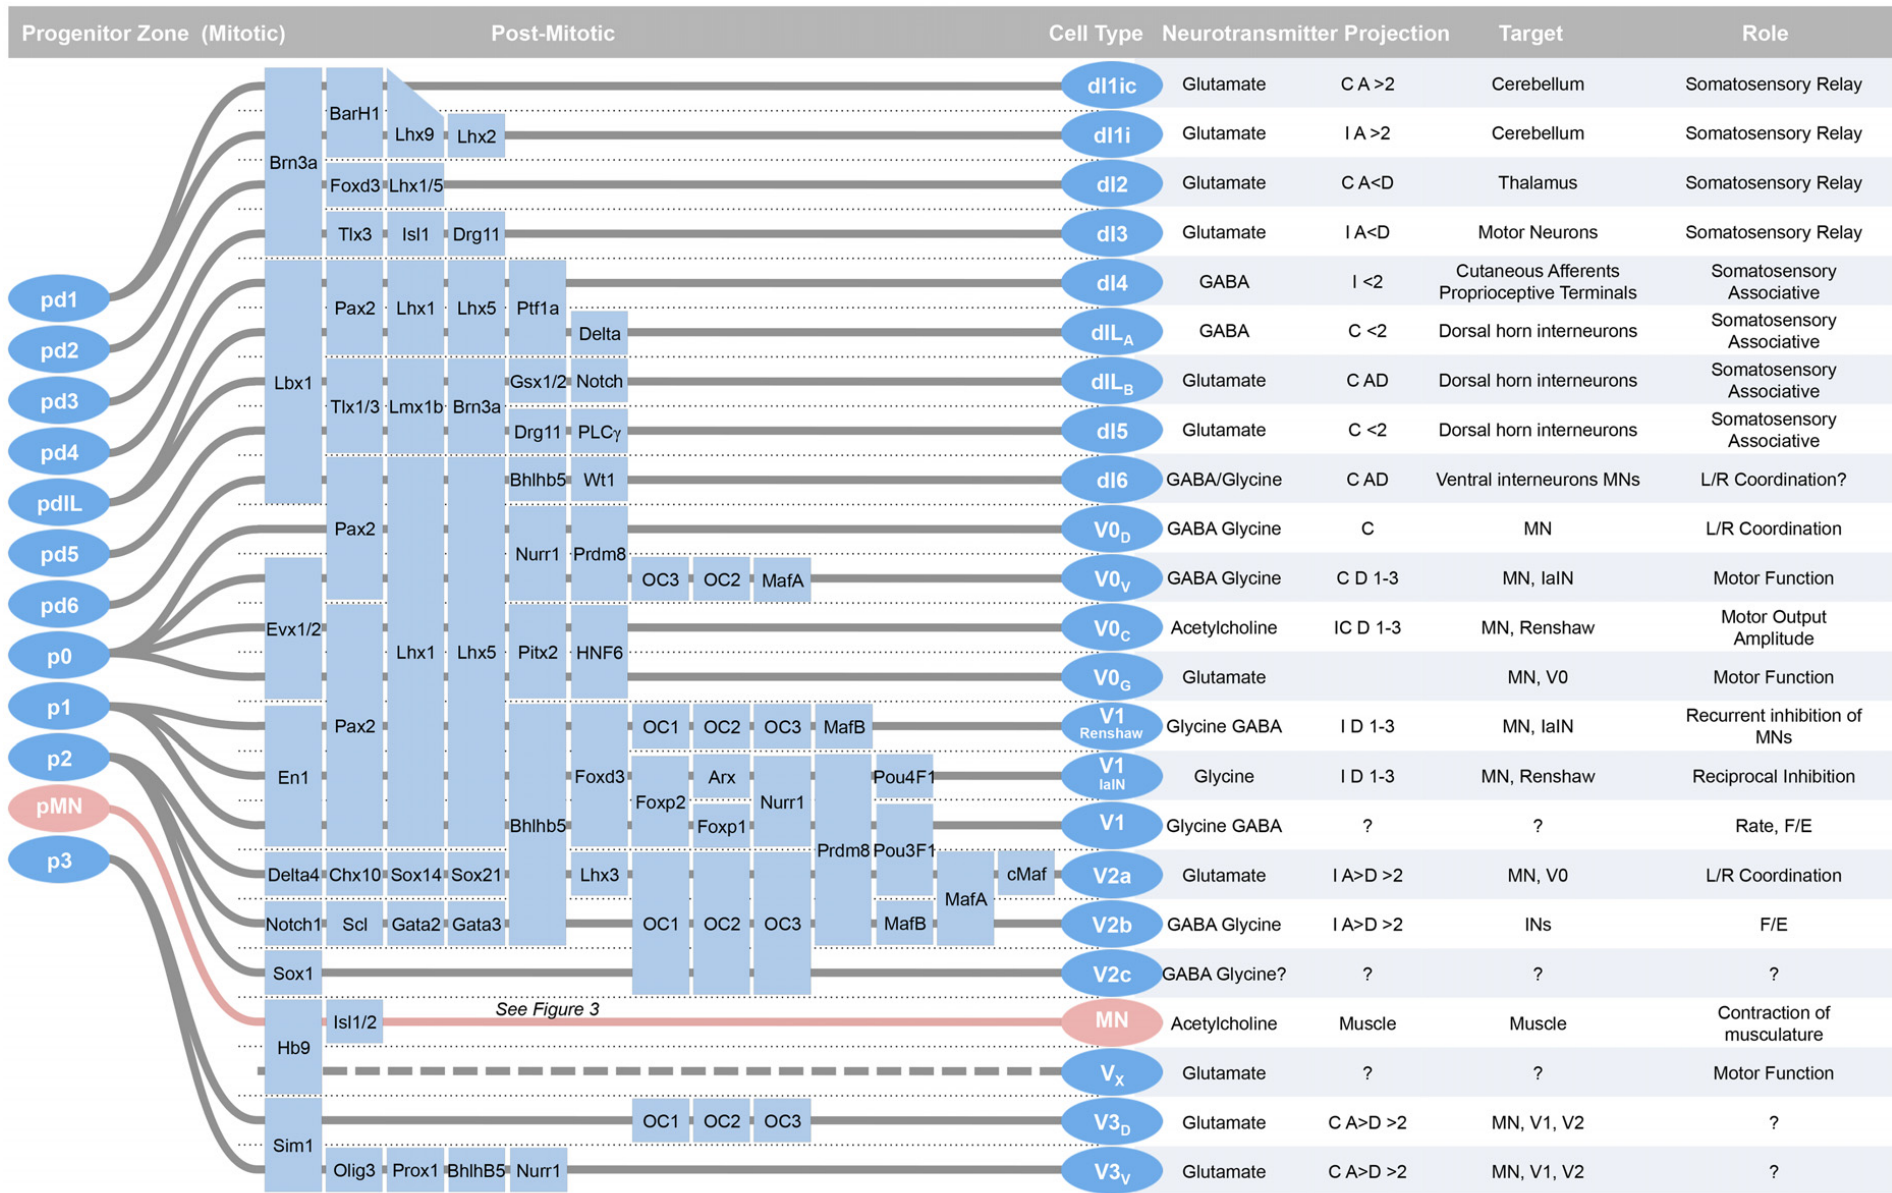 Progenitor Zone (Mitotic) Post-Mitotic Cell Type Neurotransmitter Projection Target Role
BarH1 dI1ic Glutamate C A >2 Cerebellum Somatosensory Relay
Brn3a Lhx9 Lhx2 dI1i Glutamate I A >2 Cerebellum Somatosensory Relay
Foxd3 Lhx1/5 dI2 Glutamate C A<D Thalamus Somatosensory Relay
Tlx3 Isl1 Drg11 dI3 Glutamate I A<D Motor Neurons Somatosensory Relay
pd1 Pax2 Lhx1 Lhx5 Ptf1a dI4 GABA I <2 Cutaneous Afferents Somatosensory
Proprioceptive Terminals Associative
pd2 Delta dILA GABA C <2 Dorsal horn interneurons Somatosensory
Associative
pd3 Lbx1 Gsx1/2 Notch dILB Glutamate C AD Dorsal horn interneurons Somatosensory
Tlx1/3 Lmx1b Brn3a Associative
pd4 Drg11 PLCγ dI5 Glutamate C <2 Dorsal horn interneurons Somatosensory
Associative
pdIL Bhlhb5 Wt1 dI6 GABA/Glycine C AD Ventral interneurons MNs L/R Coordination?
pd5 Pax2 Nurr1 Prdm8 V0D GABA Glycine C MN L/R Coordination
pd6 OC3 OC2 MafA V0V GABA Glycine C D 1-3 MN, IaIN Motor Function
p0 Evx1/2 Lhx1 Lhx5 Pitx2 HNF6 V0C Acetylcholine IC D 1-3 MN, Renshaw Motor Output
Amplitude
V0G Glutamate MN, V0 Motor Function
p1 Pax2 OC1 OC2 OC3 MafB V1 Glycine GABA I D 1-3 MN, IaIN Recurrent inhibition of
Renshaw MNs
p2 En1 Foxd3 Foxp2 Arx Nurr1 Pou4F1 V1 Glycine I D 1-3 MN, Renshaw Reciprocal Inhibition
IaIN
pMN Bhlhb5 Foxp1 Prdm8 Pou3F1 V1 Glycine GABA ? ? Rate, F/E
p3 Delta4 Chx10 Sox14 Sox21 Lhx3 MafA cMaf V2a Glutamate I A>D >2 MN, V0 L/R Coordination
Notch1 Scl Gata2 Gata3 OC1 OC2 OC3 MafB V2b GABA Glycine I A>D >2 INs F/E
Sox1 V2c GABA Glycine? ? ? ?
Isl1/2 See Figure 3 MN Acetylcholine Muscle Muscle Contraction of
musculature
Hb9 VX Glutamate ? ? Motor Function
Sim1 OC1 OC2 OC3 V3D Glutamate C A>D >2 MN, V1, V2 ?
Olig3 Prox1 BhlhB5 Nurr1 V3V Glutamate C A>D >2 MN, V1, V2 ?